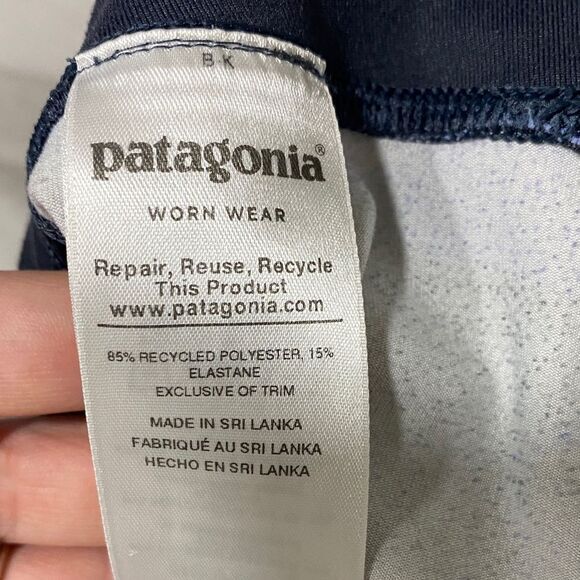 BK
patagonia®
WORN WEAR
Repair, Reuse, Recycle
This Product
www.patagonia.com
85% RECYCLED POLYESTER, 15%
ELASTANE
EXCLUSIVE OF TRIM
MADE IN SRI LANKA
FABRIQUÉ AU SRI LANKA
HECHO EN SRI LANKA